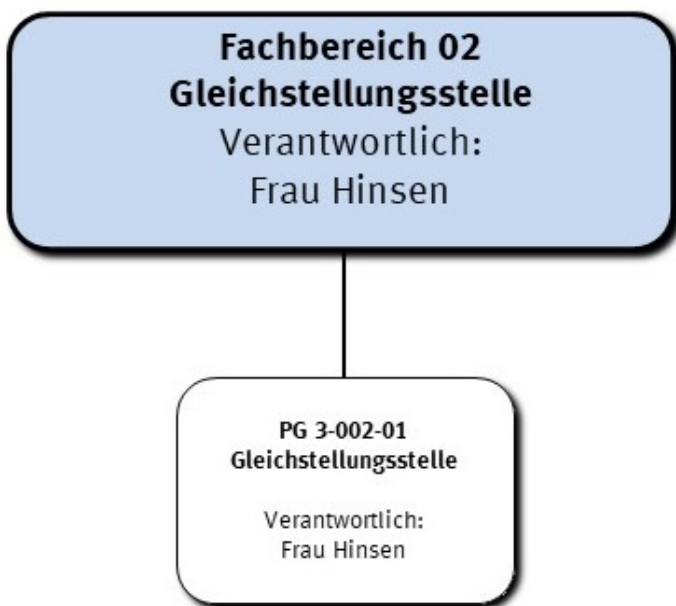 Fachbereich 02
Gleichstellungsstelle
Verantwortlich:
Frau Hinsen
PG 3-002-01
Gleichstellungsstelle
Verantwortlich:
Frau Hinsen